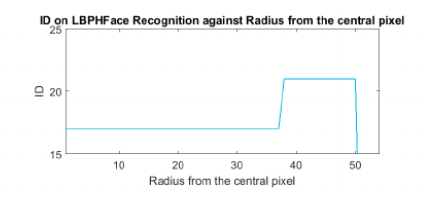 ID on LBPHFace Recognition against Radius from the central pixel
25
20
15
ID
10 20 30 40 50
Radius from the central pixel